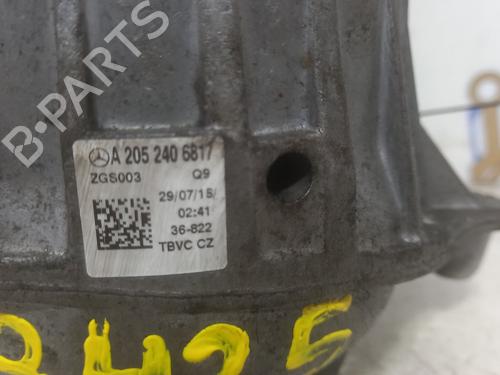 B-PARTS
A 205 240 6817
ZGS003 Q9
29/07/15/
02:41
36-822
TBVC CZ